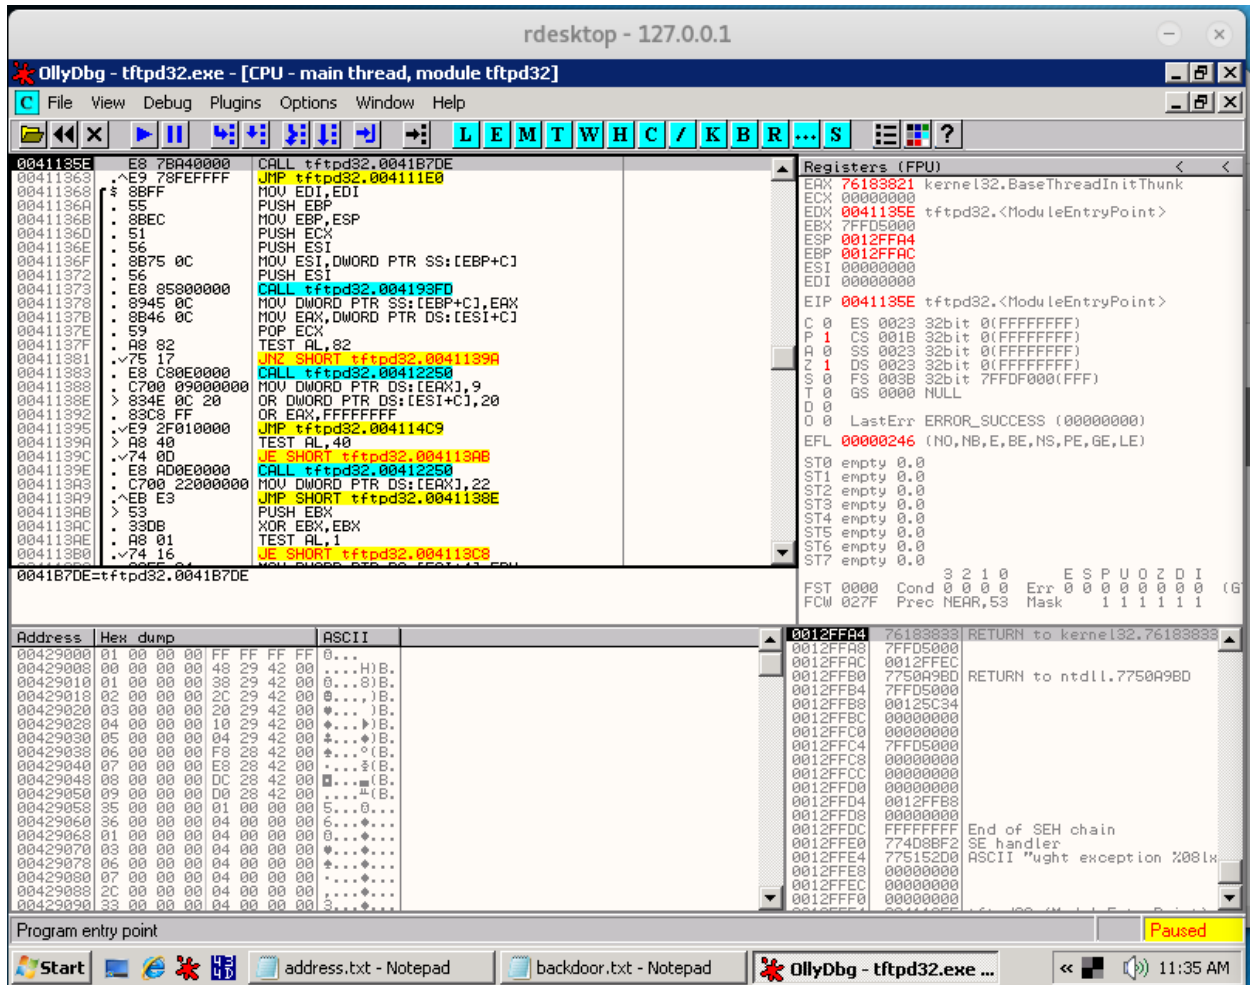 rdesktop - 127.0.0.1
OllyDbg - tftpd32.exe - [CPU - main thread, module tftpd32]
C File View Debug Plugins Options Window Help
L E M T W H C / K B R ... S ?
0041135E E8 7BA40000 CALL tftpd32.0041B7DE
00411363 .^E9 78FEFFFF JMP tftpd32.004111E0
00411368 $ 8BFF MOV EDI,EDI
0041136A . 55 PUSH EBP
0041136B . 8BEC MOV EBP,ESP
0041136D . 51 PUSH ECX
0041136E . 56 PUSH ESI
0041136F . 8B75 0C MOV ESI,DWORD PTR SS:[EBP+C]
00411372 . 56 PUSH ESI
00411373 . E8 85800000 CALL tftpd32.004193FD
00411378 . 8945 0C MOV DWORD PTR SS:[EBP+C],EAX
0041137B . 8B46 0C MOV EAX,DWORD PTR DS:[ESI+C]
0041137E . 59 POP ECX
0041137F . A8 82 TEST AL,82
00411381 .v75 17 JNZ SHORT tftpd32.0041139A
00411383 . E8 C80E0000 CALL tftpd32.00412250
00411388 . C700 09000000 MOV DWORD PTR DS:[EAX],9
0041138E > 834E 0C 20 OR DWORD PTR DS:[ESI+C],20
00411392 . 83C8 FF OR EAX,FFFFFFFF
00411395 .vE9 2F010000 JMP tftpd32.004114C9
0041139A > A8 40 TEST AL,40
0041139C .v74 0D JE SHORT tftpd32.004113AB
0041139E . E8 AD0E0000 CALL tftpd32.00412250
004113A3 . C700 22000000 MOV DWORD PTR DS:[EAX],22
004113A9 .^EB E3 JMP SHORT tftpd32.0041138E
004113AB > 53 PUSH EBX
004113AC . 33DB XOR EBX,EBX
004113AE . A8 01 TEST AL,1
004113B0 .v74 16 JE SHORT tftpd32.004113C8
0041B7DE=tftpd32.0041B7DE
Registers (FPU) < <
EAX 76183821 kernel32.BaseThreadInitThunk
ECX 00000000
EDX 0041135E tftpd32.<ModuleEntryPoint>
EBX 7FFD5000
ESP 0012FFA4
EBP 0012FFAC
ESI 00000000
EDI 00000000
EIP 0041135E tftpd32.<ModuleEntryPoint>
C 0 ES 0023 32bit 0(FFFFFFFF)
P 1 CS 001B 32bit 0(FFFFFFFF)
A 0 SS 0023 32bit 0(FFFFFFFF)
Z 1 DS 0023 32bit 0(FFFFFFFF)
S 0 FS 003B 32bit 7FFDF000(FFF)
T 0 GS 0000 NULL
D 0
O 0 LastErr ERROR_SUCCESS (00000000)
EFL 00000246 (NO,NB,E,BE,NS,PE,GE,LE)
ST0 empty 0.0
ST1 empty 0.0
ST2 empty 0.0
ST3 empty 0.0
ST4 empty 0.0
ST5 empty 0.0
ST6 empty 0.0
ST7 empty 0.0
3 2 1 0 E S P U O Z D I
FST 0000 Cond 0 0 0 0 Err 0 0 0 0 0 0 0 0 (G
FCW 027F Prec NEAR,53 Mask 1 1 1 1 1 1
Address Hex dump ASCII
00429000 01 00 00 00 FF FF FF FF ☺...
00429008 00 00 00 00 48 29 42 00 ....H)B.
00429010 01 00 00 00 38 29 42 00 ☺...8)B.
00429018 02 00 00 00 2C 29 42 00 ☻...,)B.
00429020 03 00 00 00 20 29 42 00 ♥... )B.
00429028 04 00 00 00 10 29 42 00 ♦...►)B.
00429030 05 00 00 00 04 29 42 00 ♣...♦)B.
00429038 06 00 00 00 F8 28 42 00 ♠...°(B.
00429040 07 00 00 00 E8 28 42 00 •...Φ(B.
00429048 08 00 00 00 DC 28 42 00 ◘...▄(B.
00429050 09 00 00 00 D0 28 42 00 ....╨(B.
00429058 35 00 00 00 01 00 00 00 5...☺...
00429060 36 00 00 00 04 00 00 00 6...♦...
00429068 01 00 00 00 04 00 00 00 ☺...♦...
00429070 03 00 00 00 04 00 00 00 ♥...♦...
00429078 06 00 00 00 04 00 00 00 ♠...♦...
00429080 07 00 00 00 04 00 00 00 •...♦...
00429088 2C 00 00 00 04 00 00 00 ,...♦...
00429090 33 00 00 00 04 00 00 00 3...♦...
0012FFA4 76183833 RETURN to kernel32.76183833
0012FFA8 7FFD5000
0012FFAC 0012FFEC
0012FFB0 7750A9BD RETURN to ntdll.7750A9BD
0012FFB4 7FFD5000
0012FFB8 00125C34
0012FFBC 00000000
0012FFC0 00000000
0012FFC4 7FFD5000
0012FFC8 00000000
0012FFCC 00000000
0012FFD0 00000000
0012FFD4 0012FFB8
0012FFD8 00000000
0012FFDC FFFFFFFF End of SEH chain
0012FFE0 774D8BF2 SE handler
0012FFE4 775152D0 ASCII "ught exception %08lx
0012FFE8 00000000
0012FFEC 00000000
0012FFF0 00000000
Program entry point Paused
Start address.txt - Notepad backdoor.txt - Notepad OllyDbg - tftpd32.exe ... « 11:35 AM